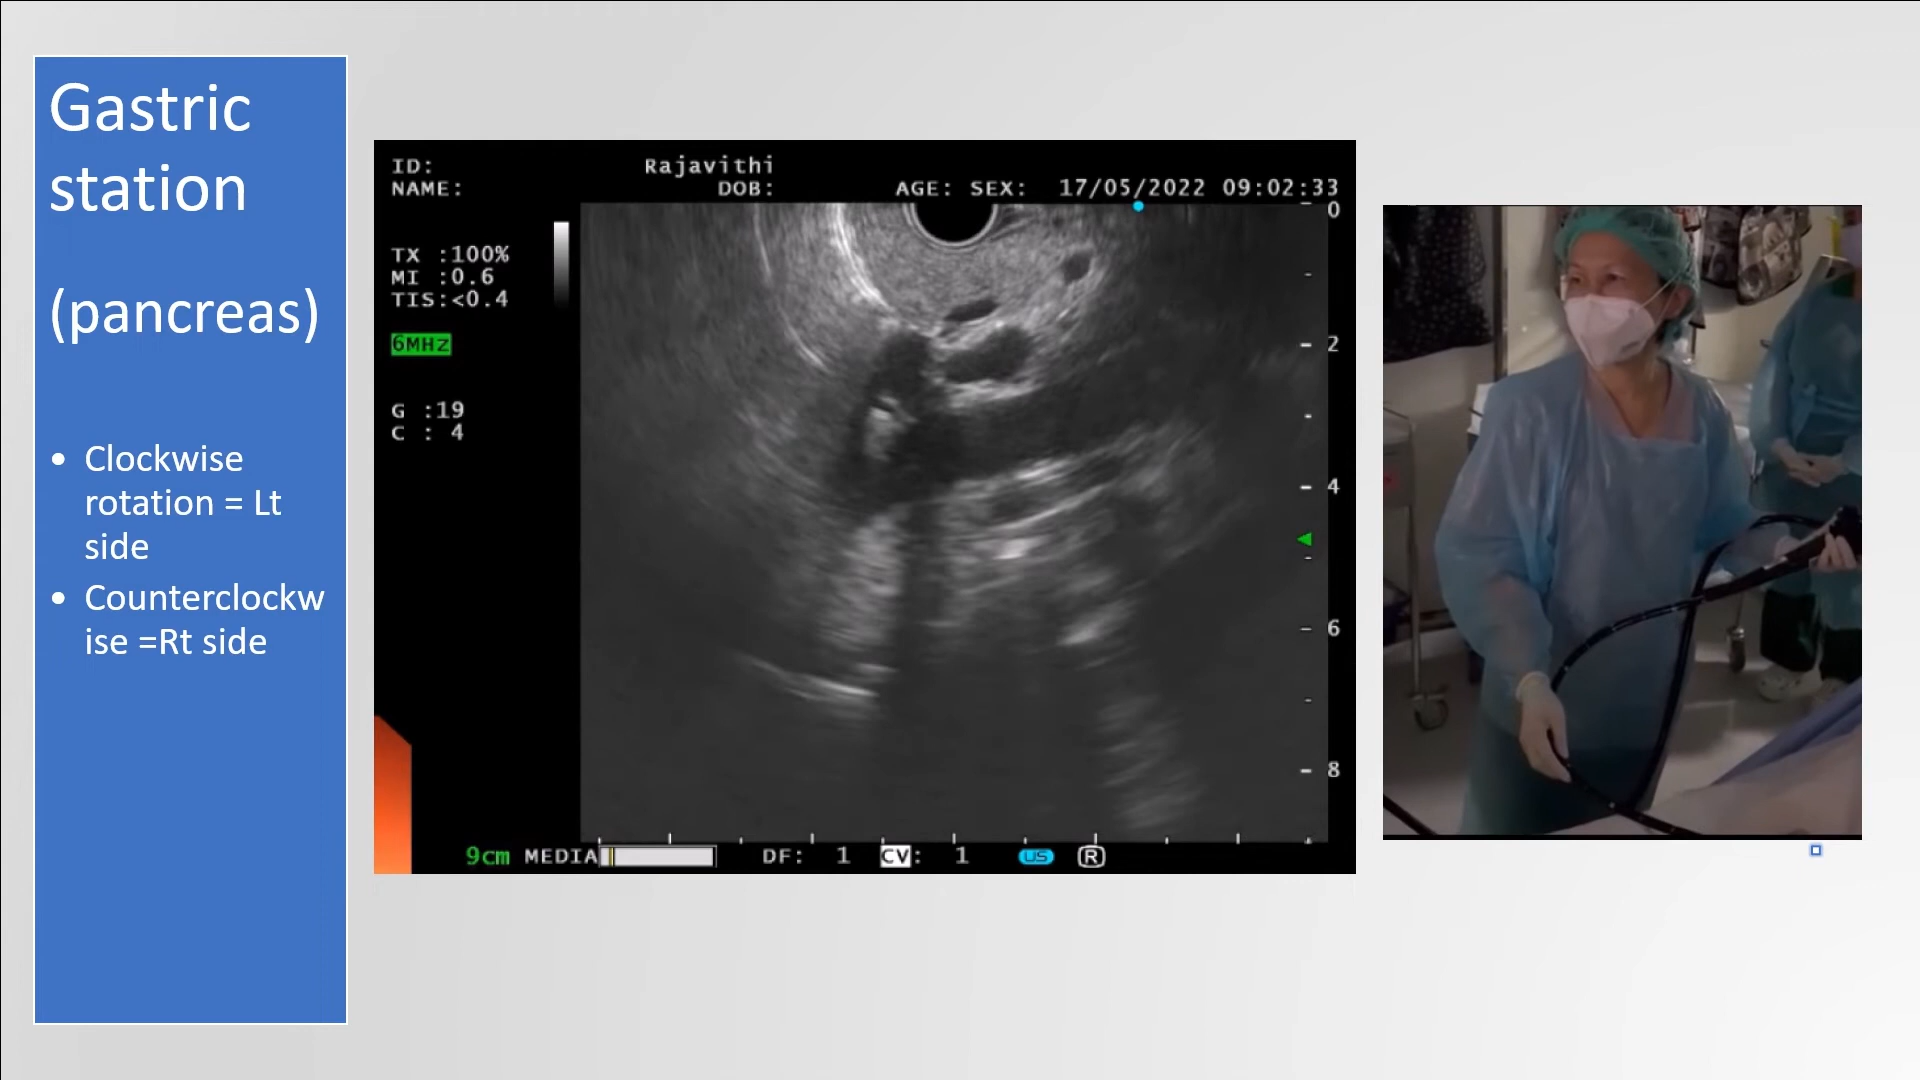 Gastric
station
(pancreas)
• Clockwise
rotation = Lt
side
• Counterclockw
ise =Rt side
ID: Rajavithi
NAME: DOB: AGE: SEX: 17/05/2022 09:02:33
TX :100%
MI :0.6
TIS:<0.4
6MHz
G :19
C : 4
0
2
4
6
8
9cm MEDIA DF: 1 CV: 1 US R